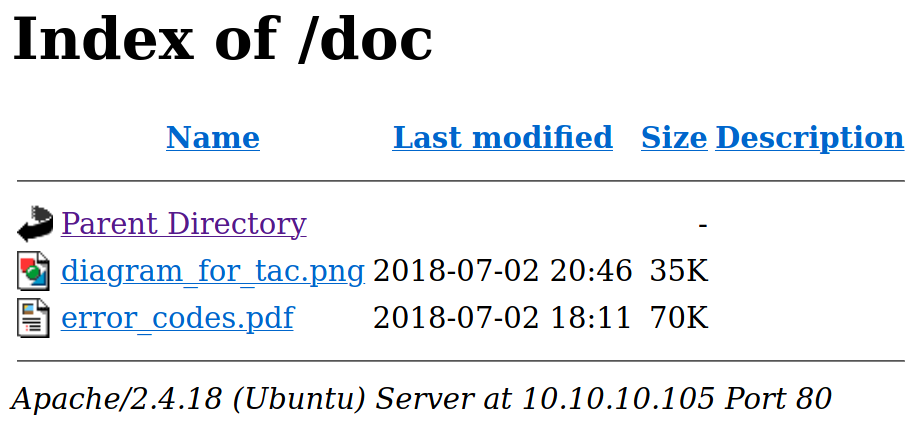 Index of /doc
Name Last modified Size Description
Parent Directory -
diagram_for_tac.png 2018-07-02 20:46 35K
error_codes.pdf 2018-07-02 18:11 70K
Apache/2.4.18 (Ubuntu) Server at 10.10.10.105 Port 80